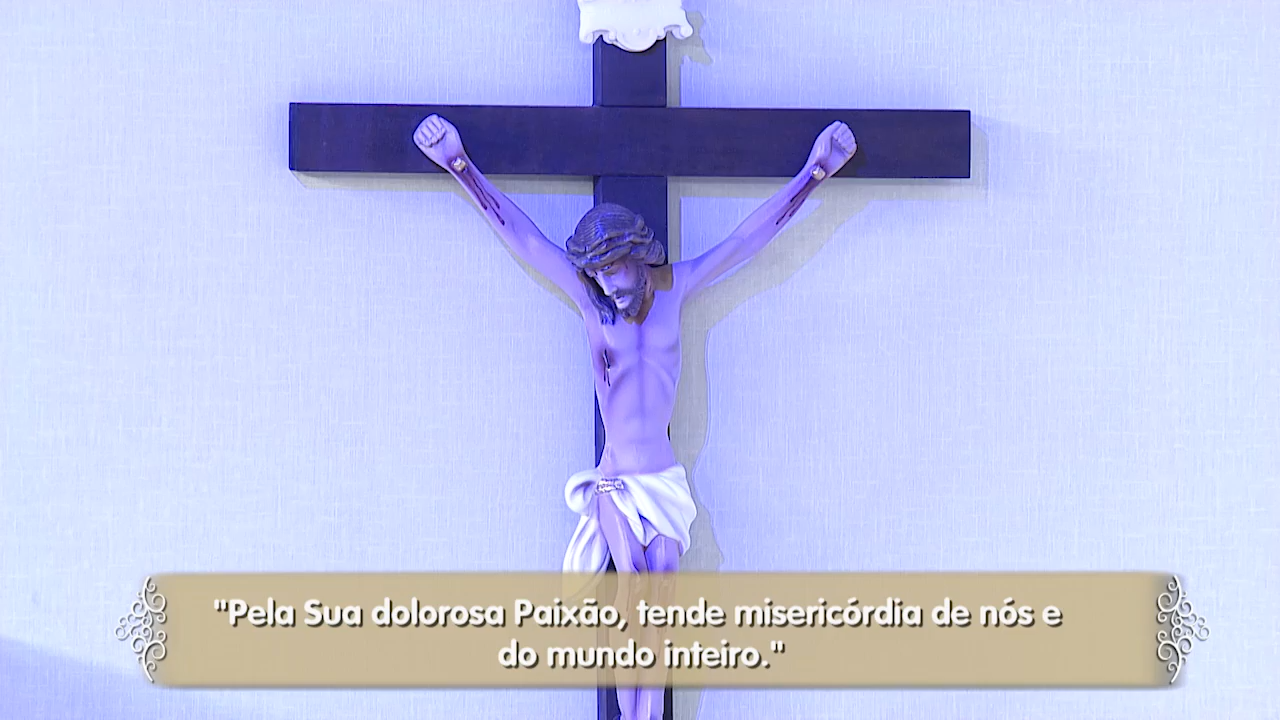 "Pela Sua dolorosa Paixão, tende misericórdia de nós e
do mundo inteiro."